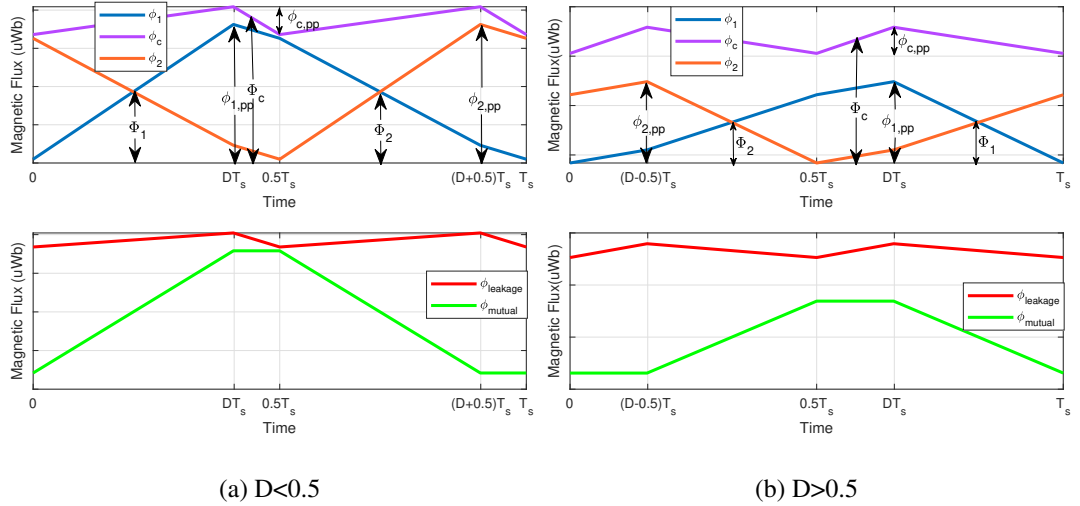 Magnetic Flux (uWb)
ϕ1
ϕc
ϕ2
Φ1
ϕ1,pp
Φc
ϕc,pp
Φ2
ϕ2,pp
0 DTs 0.5Ts (D+0.5)Ts Ts
Time
Magnetic Flux(uWb)
ϕ1
ϕc
ϕ2
ϕ2,pp
Φ2
Φc
ϕ1,pp
ϕc,pp
Φ1
0 (D-0.5)Ts 0.5Ts DTs Ts
Time
Magnetic Flux (uWb)
ϕleakage
ϕmutual
0 DTs 0.5Ts (D+0.5)Ts Ts
Time
Magnetic Flux(uWb)
ϕleakage
ϕmutual
0 (D-0.5)Ts 0.5Ts DTs Ts
Time
(a) D<0.5
(b) D>0.5